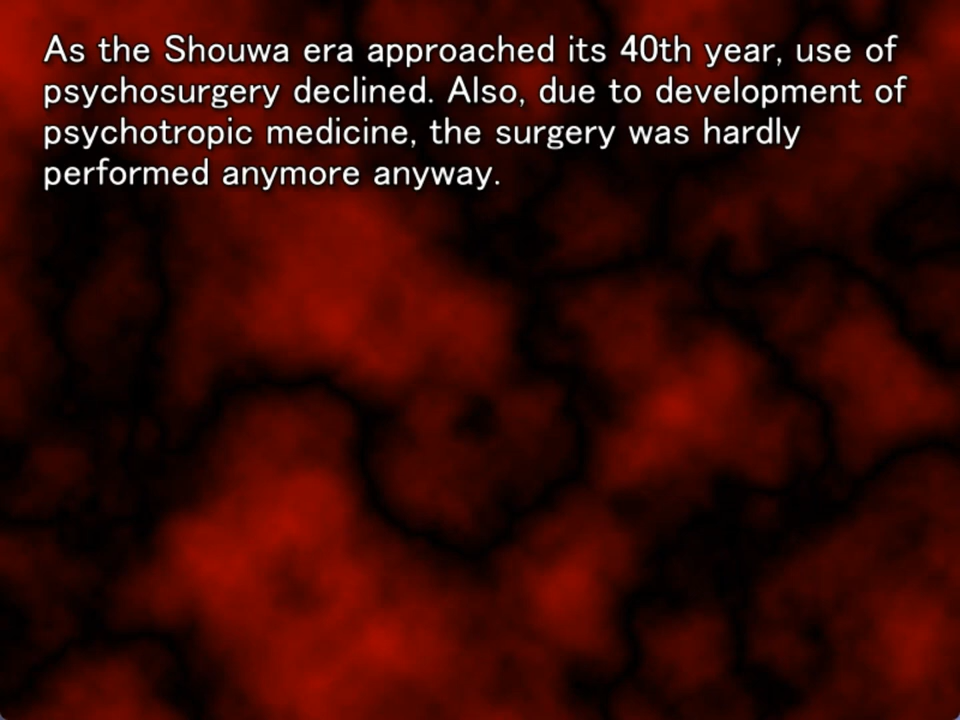 As the Shouwa era approached its 40th year, use of
psychosurgery declined. Also, due to development of
psychotropic medicine, the surgery was hardly
performed anymore anyway.